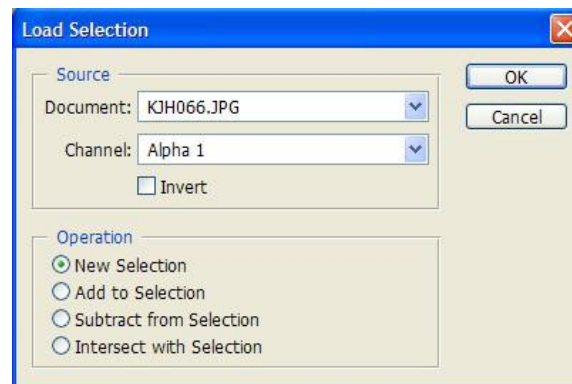 Load Selection
Source
Document: KJH066.JPG
Channel: Alpha 1
Invert
OK
Cancel
Operation
New Selection
Add to Selection
Subtract from Selection
Intersect with Selection